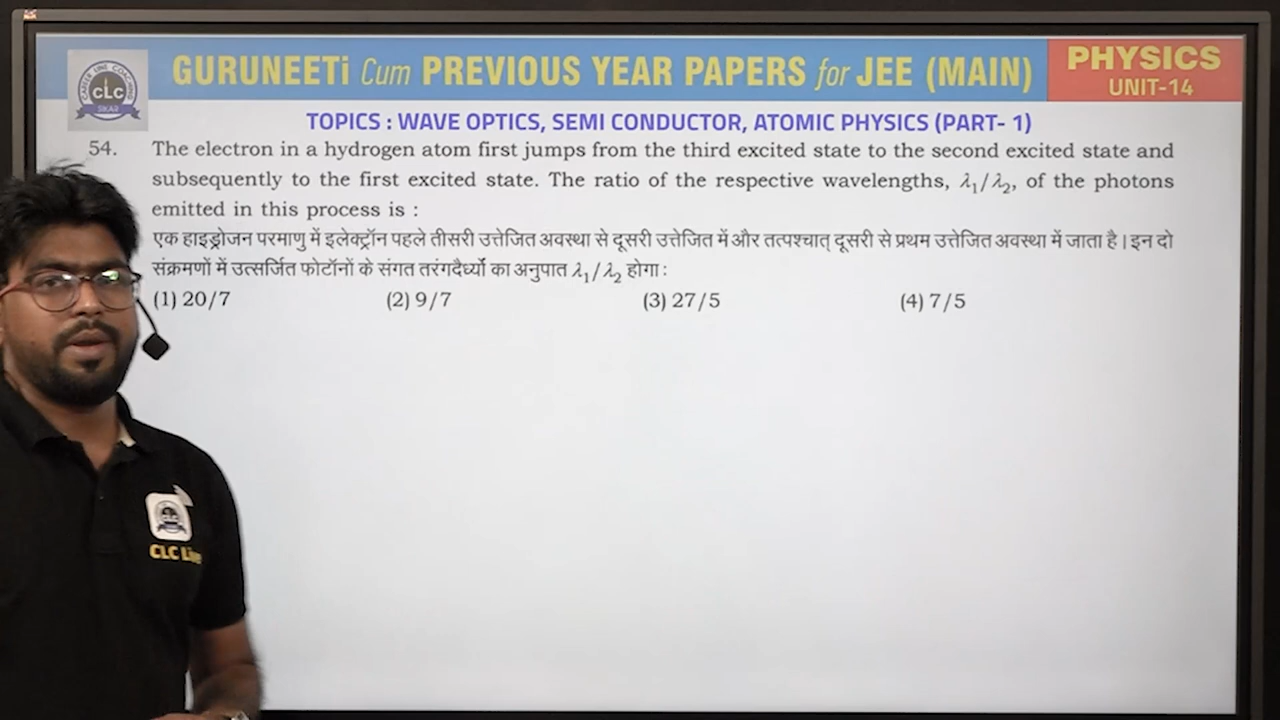 GURUNEETi Cum PREVIOUS YEAR PAPERS for JEE (MAIN)
PHYSICS
UNIT-14
CLC
SIKAR
TOPICS : WAVE OPTICS, SEMI CONDUCTOR, ATOMIC PHYSICS (PART- 1)
54. The electron in a hydrogen atom first jumps from the third excited state to the second excited state and
subsequently to the first excited state. The ratio of the respective wavelengths, λ₁/λ₂, of the photons
emitted in this process is :
एक हाइड्रोजन परमाणु में इलेक्ट्रॉन पहले तीसरी उत्तेजित अवस्था से दूसरी उत्तेजित में और तत्पश्चात् दूसरी से प्रथम उत्तेजित अवस्था में जाता है। इन दो
संक्रमणों में उत्सर्जित फोटॉनों के संगत तरंगदैर्ध्यों का अनुपात λ₁/λ₂ होगा :
(1) 20/7 (2) 9/7 (3) 27/5 (4) 7/5
CLC